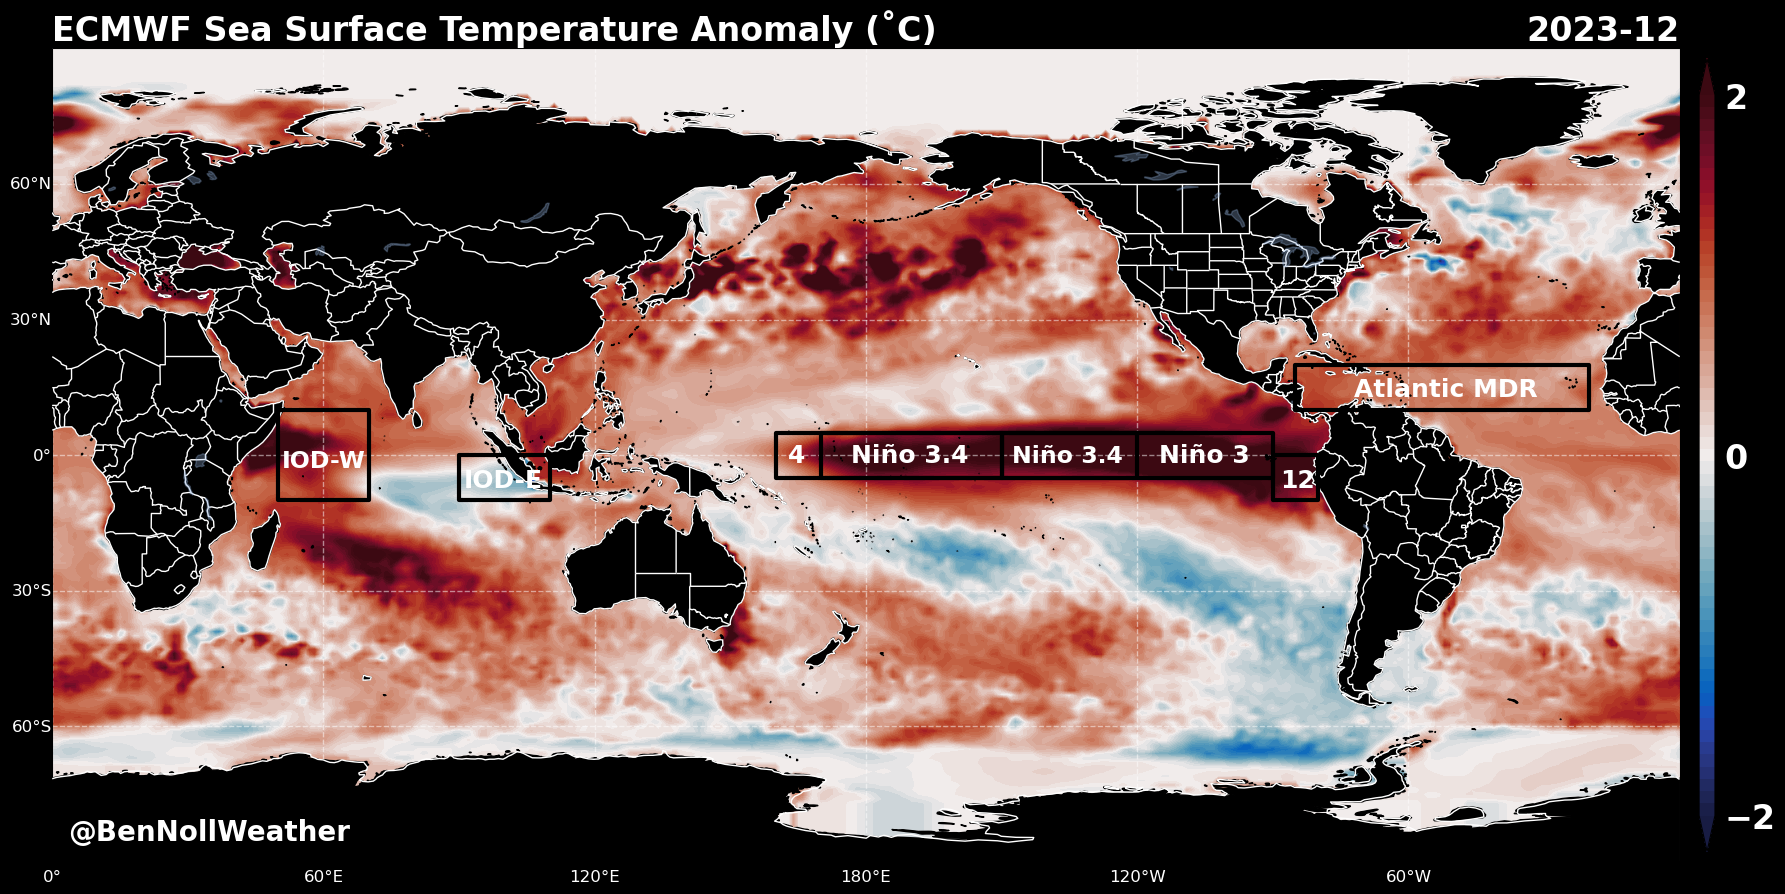 ECMWF Sea Surface Temperature Anomaly (˚C) 2023-12
2
60°N
30°N
Atlantic MDR
IOD-W
0°
4 Niño 3.4 Niño 3.4 Niño 3
0
IOD-E
12
30°S
60°S
−2
@BenNollWeather
0° 60°E 120°E 180°E 120°W 60°W